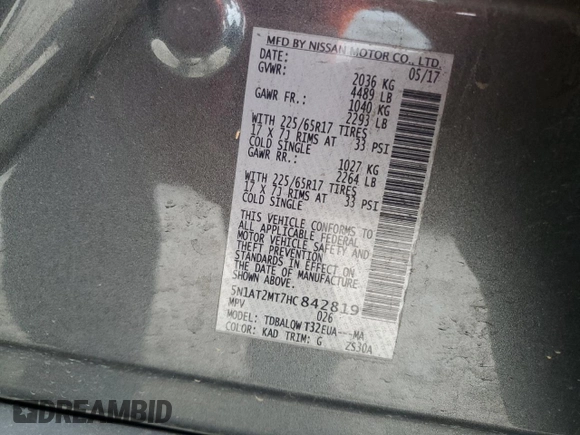 MFD BY NISSAN MOTOR CO., LTD.
DATE: 05/17
GVWR: 2036 KG
4489 LB
GAWR FR.: 1040 KG
2293 LB
WITH 225/65R17 TIRES
17 X 7J RIMS AT 33 PSI
COLD SINGLE
GAWR RR.: 1027 KG
2264 LB
WITH 225/65R17 TIRES
17 X 7J RIMS AT 33 PSI
COLD SINGLE
THIS VEHICLE CONFORMS TO
ALL APPLICABLE FEDERAL
MOTOR VEHICLE SAFETY AND
THEFT PREVENTION
STANDARDS IN EFFECT ON
THE DATE OF MANUFACTURE
SHOWN ABOVE.
5N1AT2MT7HC842819
MPV 026
MODEL: TDBALQW T32EUA---MA
COLOR: KAD TRIM: G ZS30A
DREAMBID